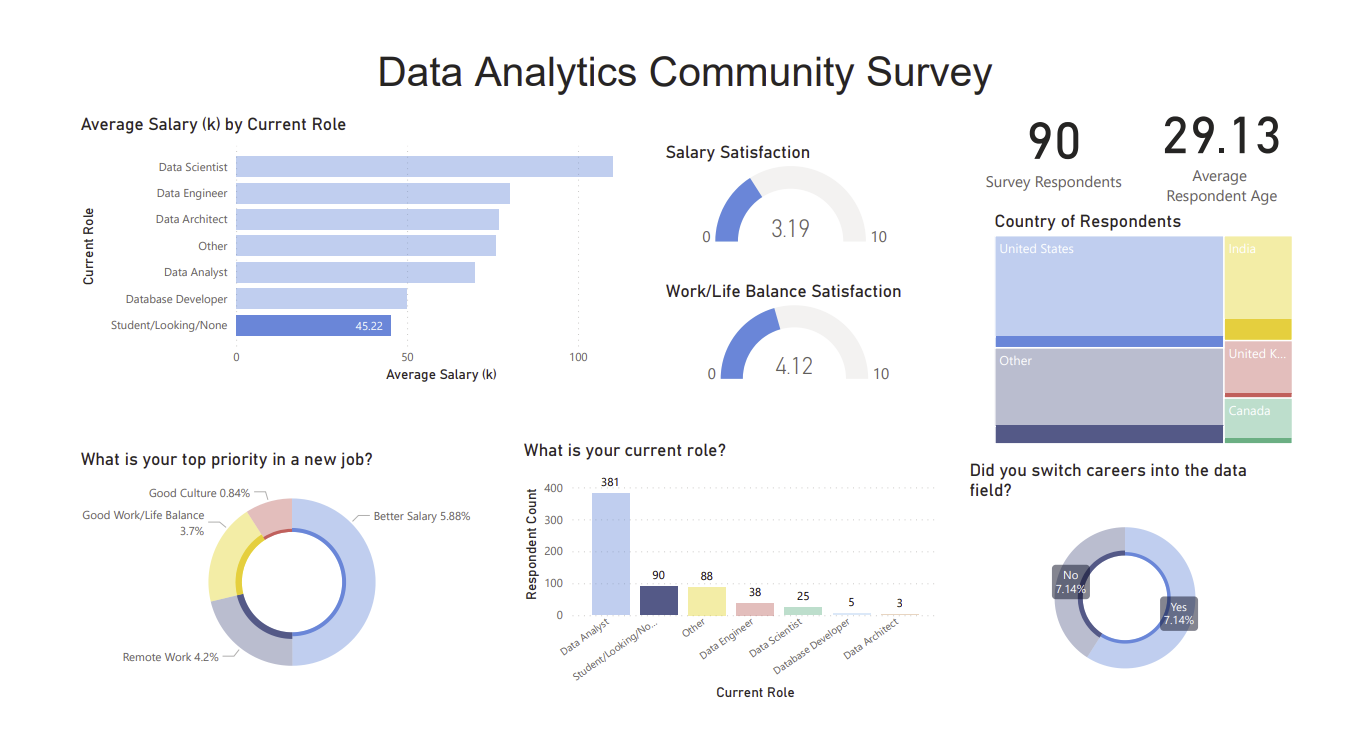 Data Analytics Community Survey
Average Salary (k) by Current Role
Current Role
Data Scientist
Data Engineer
Data Architect
Other
Data Analyst
Database Developer
Student/Looking/None
45.22
0 50 100
Average Salary (k)
Salary Satisfaction
0 3.19 10
Work/Life Balance Satisfaction
0 4.12 10
90
Survey Respondents
29.13
Average
Respondent Age
Country of Respondents
United States
India
Other
United K...
Canada
What is your top priority in a new job?
Good Culture 0.84%
Good Work/Life Balance
3.7%
Better Salary 5.88%
Remote Work 4.2%
What is your current role?
Respondent Count
400
300
200
100
0
381
90
88
38
25
5
3
Data Analyst
Student/Looking/No...
Other
Data Engineer
Data Scientist
Database Developer
Data Architect
Current Role
Did you switch careers into the data
field?
No
7.14%
Yes
7.14%